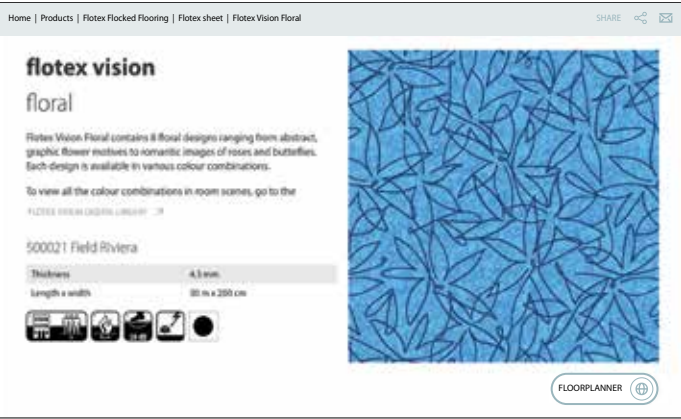 Home | Products | Flotex Flocked Flooring | Flotex sheet | Flotex Vision Floral
SHARE
flotex vision
floral
Flotex Vision Floral contains 8 floral designs ranging from abstract,
graphic flower motives to romantic images of roses and butterflies.
Each design is available in various colour combinations.
To view all the colour combinations in room scenes, go to the
FLOTEX VISION DIGITAL LIBRARY
500021 Field Riviera
Thickness 4.3 mm
Length x width 30 m x 200 cm
FLOORPLANNER